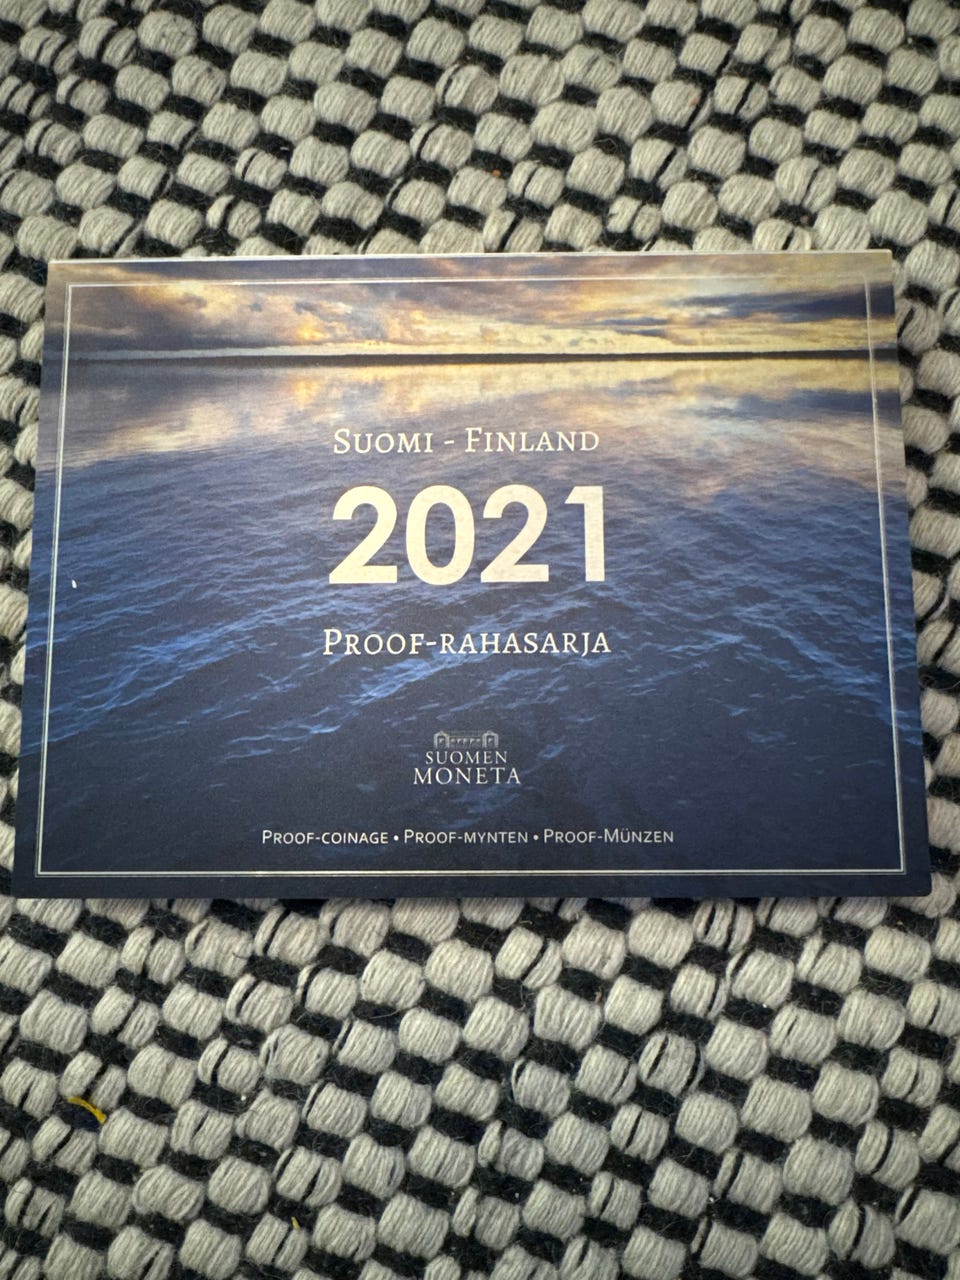 Suomi - Finland
2021
Proof-rahasarja
SUOMEN
MONETA
Proof-coinage • Proof-mynten • Proof-Münzen